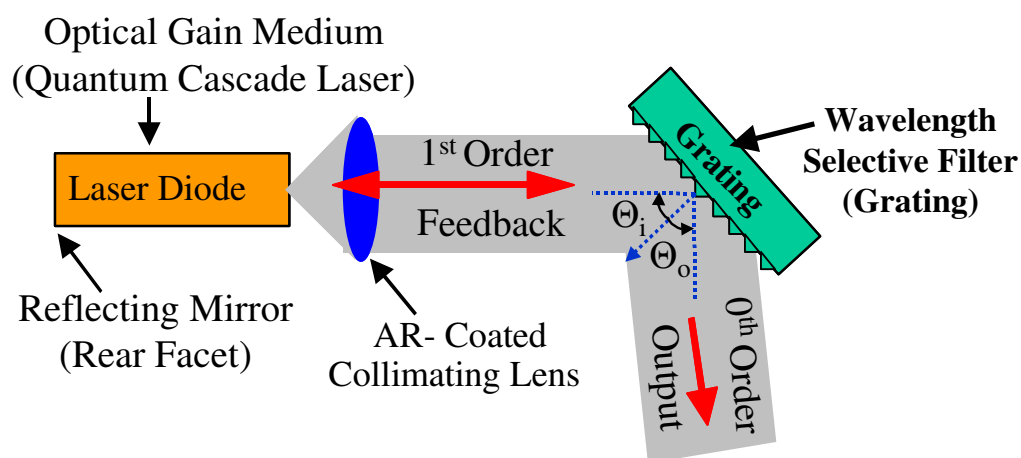 Optical Gain Medium
(Quantum Cascade Laser)
Laser Diode
Reflecting Mirror
(Rear Facet)
1st Order
Feedback
AR- Coated
Collimating Lens
Grating
Wavelength
Selective Filter
(Grating)
Θi
Θo
0th Order
Output